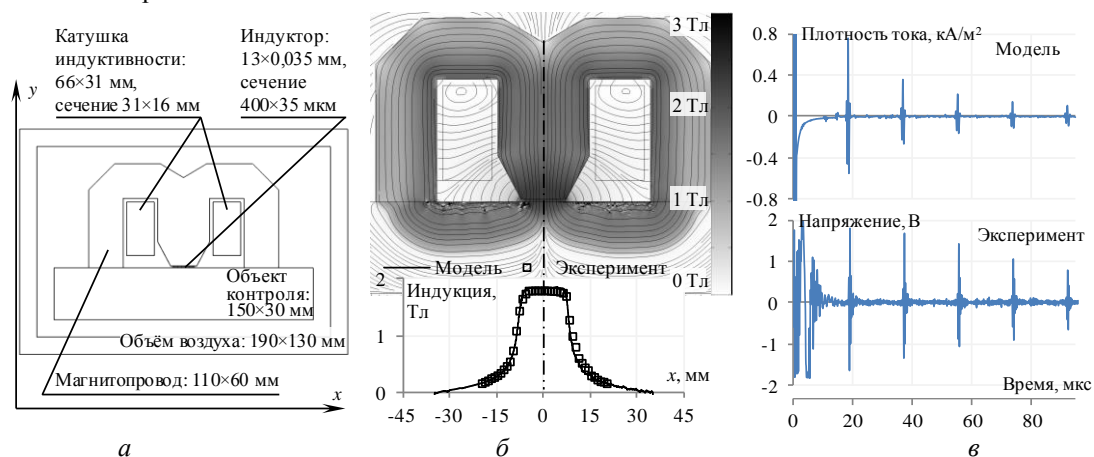 Катушка
индуктивности:
66×31 мм,
сечение 31×16 мм
Индуктор:
13×0,035 мм,
сечение
400×35 мкм
y
Объект
контроля:
150×30 мм
Объём воздуха: 190×130 мм
Магнитопровод: 110×60 мм
x
а
3 Тл
2 Тл
1 Тл
0 Тл
Модель
Эксперимент
2
Индукция,
Тл
1
x, мм
0
-45 -30 -15 0 15 30 45
б
0.8
Плотность тока, кА/м²
Модель
0.4
0
-0.4
-0.8
2
Напряжение, В
Эксперимент
1
0
-1
Время, мкс
-2
0 20 40 60 80
в